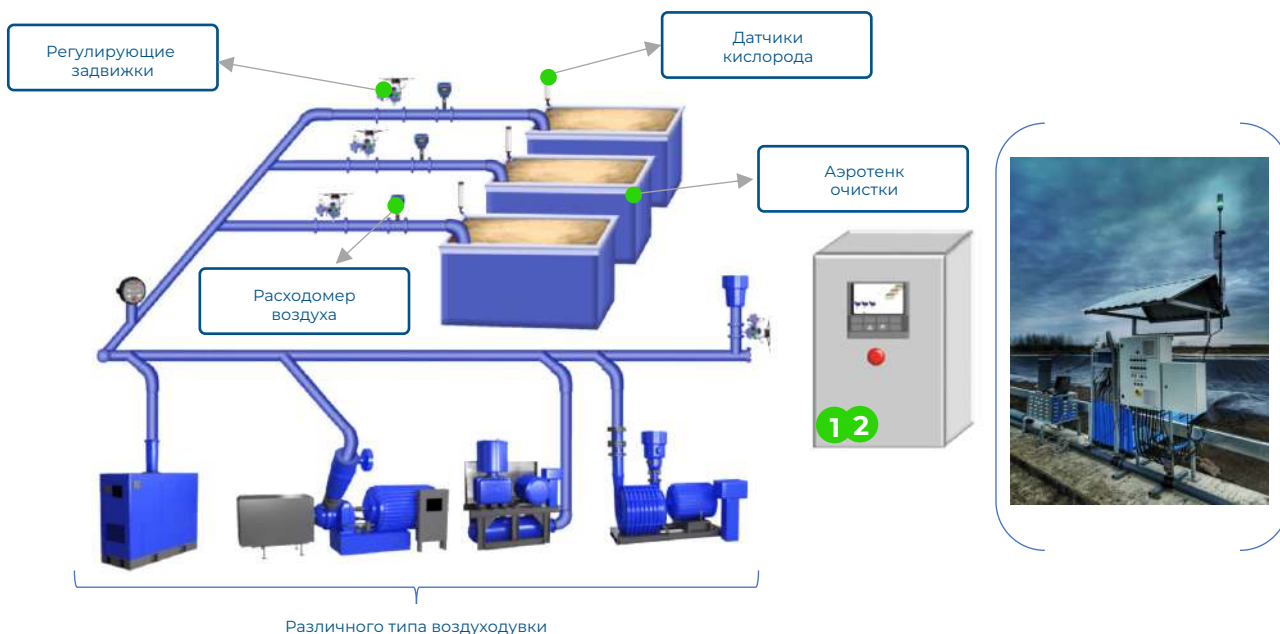 Регулирующие
задвижки
Датчики
кислорода
Аэротенк
очистки
Расходомер
воздуха
1 2
Различного типа воздуходувки